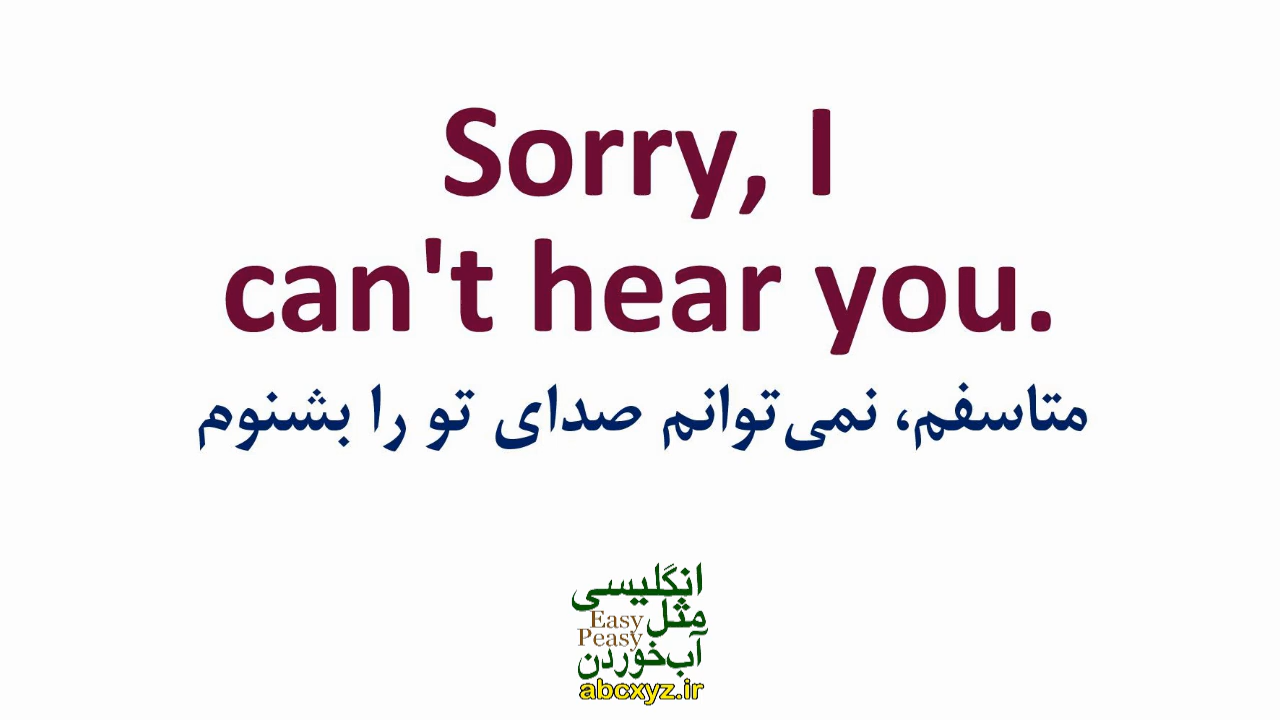 Sorry, I
can't hear you.
متاسفم، نمی‌توانم صدای تو را بشنوم
انگلیسی
مثل
Easy
Peasy
آب‌خوردن
abcxyz.ir